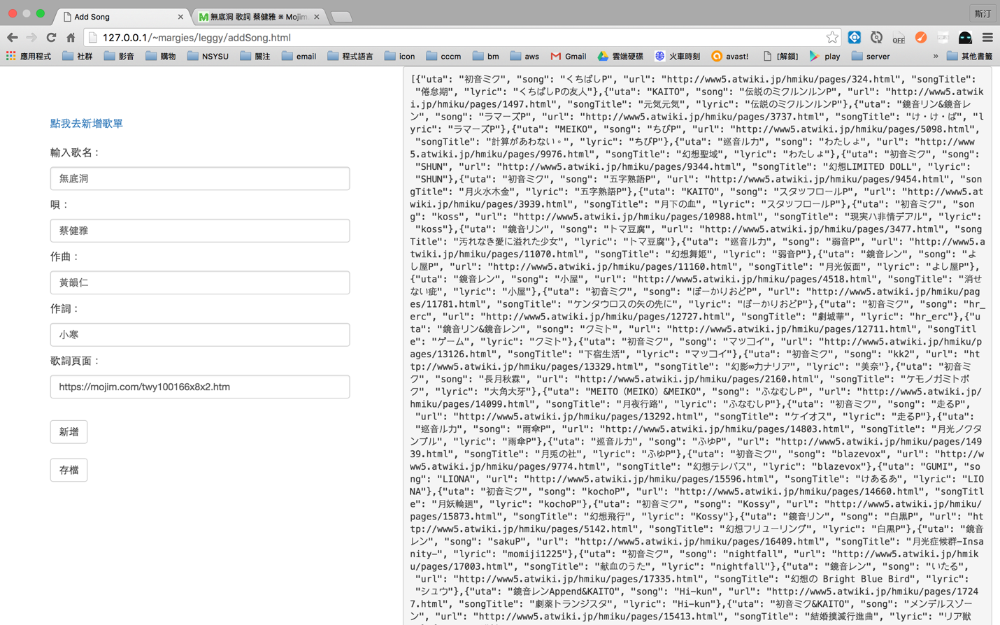 Add Song
無底洞 歌詞 蔡健雅 ※ Mojim.
斯汀
127.0.0.1/~margies/leggy/addSong.html
OFF
應用程式 社群 影音 購物 NSYSU 關注 email 程式語言 icon cccm bm aws Gmail 雲端硬碟 火車時刻 avast! [解鎖] play server » 其他書籤
點我去新增歌單
輸入歌名：
無底洞
唄：
蔡健雅
作曲：
黃韻仁
作詞：
小寒
歌詞頁面：
https://mojim.com/twy100166x8x2.htm
新增
存檔
[{"uta": "初音ミク", "song": "くちばしP", "url": "http://www5.atwiki.jp/hmiku/pages/324.html", "songTitle":
"倦怠期", "lyric": "くちばしPの友人"},{"uta": "KAITO", "song": "伝説のミクルンルンP", "url": "http://www5.atwik
i.jp/hmiku/pages/1497.html", "songTitle": "元気元気", "lyric": "伝説のミクルンルンP"},{"uta": "鏡音リン&鏡音レ
ン", "song": "ラマーズP", "url": "http://www5.atwiki.jp/hmiku/pages/3737.html", "songTitle": "け・け・ぱ", "l
yric": "ラマーズP"},{"uta": "MEIKO", "song": "ちびP", "url": "http://www5.atwiki.jp/hmiku/pages/5098.html",
"songTitle": "計算があわない。", "lyric": "ちびP"},{"uta": "巡音ルカ", "song": "わたしょ", "url": "http://www
5.atwiki.jp/hmiku/pages/9976.html", "songTitle": "幻想聖域", "lyric": "わたしょ"},{"uta": "初音ミク", "song":
"SHUN", "url": "http://www5.atwiki.jp/hmiku/pages/9344.html", "songTitle": "幻想LIMITED DOLL", "lyric":
"SHUN"},{"uta": "初音ミク", "song": "五字熟語P", "url": "http://www5.atwiki.jp/hmiku/pages/9454.html", "so
ngTitle": "月火水木金", "lyric": "五字熟語P"},{"uta": "KAITO", "song": "スタッフロールP", "url": "http://www5.at
wiki.jp/hmiku/pages/3939.html", "songTitle": "月下の血", "lyric": "スタッフロールP"},{"uta": "初音ミク", "son
g": "koss", "url": "http://www5.atwiki.jp/hmiku/pages/10988.html", "songTitle": "現実ハ非情デアル", "lyric":
"koss"},{"uta": "鏡音リン", "song": "トマ豆腐", "url": "http://www5.atwiki.jp/hmiku/pages/3477.html", "song
Title": "汚れなき愛に溢れた少女", "lyric": "トマ豆腐"},{"uta": "巡音ルカ", "song": "弱音P", "url": "http://www5.a
twiki.jp/hmiku/pages/11070.html", "songTitle": "幻想舞姫", "lyric": "弱音P"},{"uta": "鏡音レン", "song": "よ
し屋P", "url": "http://www5.atwiki.jp/hmiku/pages/11160.html", "songTitle": "月光仮面", "lyric": "よし屋P"},
{"uta": "鏡音レン", "song": "小屋", "url": "http://www5.atwiki.jp/hmiku/pages/4518.html", "songTitle": "消せ
ない疵", "lyric": "小屋"},{"uta": "初音ミク", "song": "ぽーかりおどP", "url": "http://www5.atwiki.jp/hmiku/pag
es/11781.html", "songTitle": "ケンタウロスの矢の先に", "lyric": "ぽーかりおどP"},{"uta": "初音ミク", "song": "hr_
erc", "url": "http://www5.atwiki.jp/hmiku/pages/12727.html", "songTitle": "劇城華", "lyric": "hr_erc"},{"u
ta": "鏡音リン&鏡音レン", "song": "クミト", "url": "http://www5.atwiki.jp/hmiku/pages/12711.html", "songTitl
e": "ゲーム", "lyric": "クミト"},{"uta": "初音ミク", "song": "マツコイ", "url": "http://www5.atwiki.jp/hmiku/p
ages/13126.html", "songTitle": "下宿生活", "lyric": "マツコイ"},{"uta": "初音ミク", "song": "kk2", "url": "ht
tp://www5.atwiki.jp/hmiku/pages/13329.html", "songTitle": "幻影∞カナリア", "lyric": "美奈"},{"uta": "初音ミ
ク", "song": "長月秋霖", "url": "http://www5.atwiki.jp/hmiku/pages/2160.html", "songTitle": "ケモノガミトボ
ク", "lyric": "大角大牙"},{"uta": "MEITO（MEIKO）&MEIKO", "song": "ふなむしP", "url": "http://www5.atwiki.jp/
hmiku/pages/14099.html", "songTitle": "月夜行路", "lyric": "ふなむしP"},{"uta": "初音ミク", "song": "走るP",
"url": "http://www5.atwiki.jp/hmiku/pages/13292.html", "songTitle": "ケイオス", "lyric": "走るP"},{"uta":
"巡音ルカ", "song": "雨傘P", "url": "http://www5.atwiki.jp/hmiku/pages/14803.html", "songTitle": "月光ノクタ
ンブル", "lyric": "雨傘P"},{"uta": "巡音ルカ", "song": "ふゆP", "url": "http://www5.atwiki.jp/hmiku/pages/149
39.html", "songTitle": "月兎の社", "lyric": "ふゆP"},{"uta": "初音ミク", "song": "blazevox", "url": "http://w
w5.atwiki.jp/hmiku/pages/9774.html", "songTitle": "幻想テレパス", "lyric": "blazevox"},{"uta": "GUMI", "so
ng": "LIONA", "url": "http://www5.atwiki.jp/hmiku/pages/15596.html", "songTitle": "けあるあ", "lyric": "LIO
NA"},{"uta": "初音ミク", "song": "kochoP", "url": "http://www5.atwiki.jp/hmiku/pages/14660.html", "songTitl
e": "月妖輪廻", "lyric": "kochoP"},{"uta": "初音ミク", "song": "Kossy", "url": "http://www5.atwiki.jp/hmiku/
pages/15873.html", "songTitle": "幻想飛行", "lyric": "Kossy"},{"uta": "鏡音リン", "song": "白黒P", "url": "ht
tp://www5.atwiki.jp/hmiku/pages/5142.html", "songTitle": "幻想フリューリング", "lyric": "白黒P"},{"uta": "鏡音
レン", "song": "sakuP", "url": "http://www5.atwiki.jp/hmiku/pages/16409.html", "songTitle": "月光症候群-Insa
nity-", "lyric": "momiji1225"},{"uta": "初音ミク", "song": "nightfall", "url": "http://www5.atwiki.jp/hmik
u/pages/17003.html", "songTitle": "献血のうた", "lyric": "nightfall"},{"uta": "鏡音レン", "song": "いたる",
"url": "http://www5.atwiki.jp/hmiku/pages/17335.html", "songTitle": "幻想の Bright Blue Bird", "lyric":
"シュウ"},{"uta": "鏡音レンAppend&KAITO", "song": "Hi-kun", "url": "http://www5.atwiki.jp/hmiku/pages/1724
7.html", "songTitle": "劇薬トランジスタ", "lyric": "Hi-kun"},{"uta": "初音ミク&KAITO", "song": "メンデルスゾー
ン", "url": "http://www5.atwiki.jp/hmiku/pages/15413.html", "songTitle": "結婚撲滅行進曲", "lyric": "リア獣